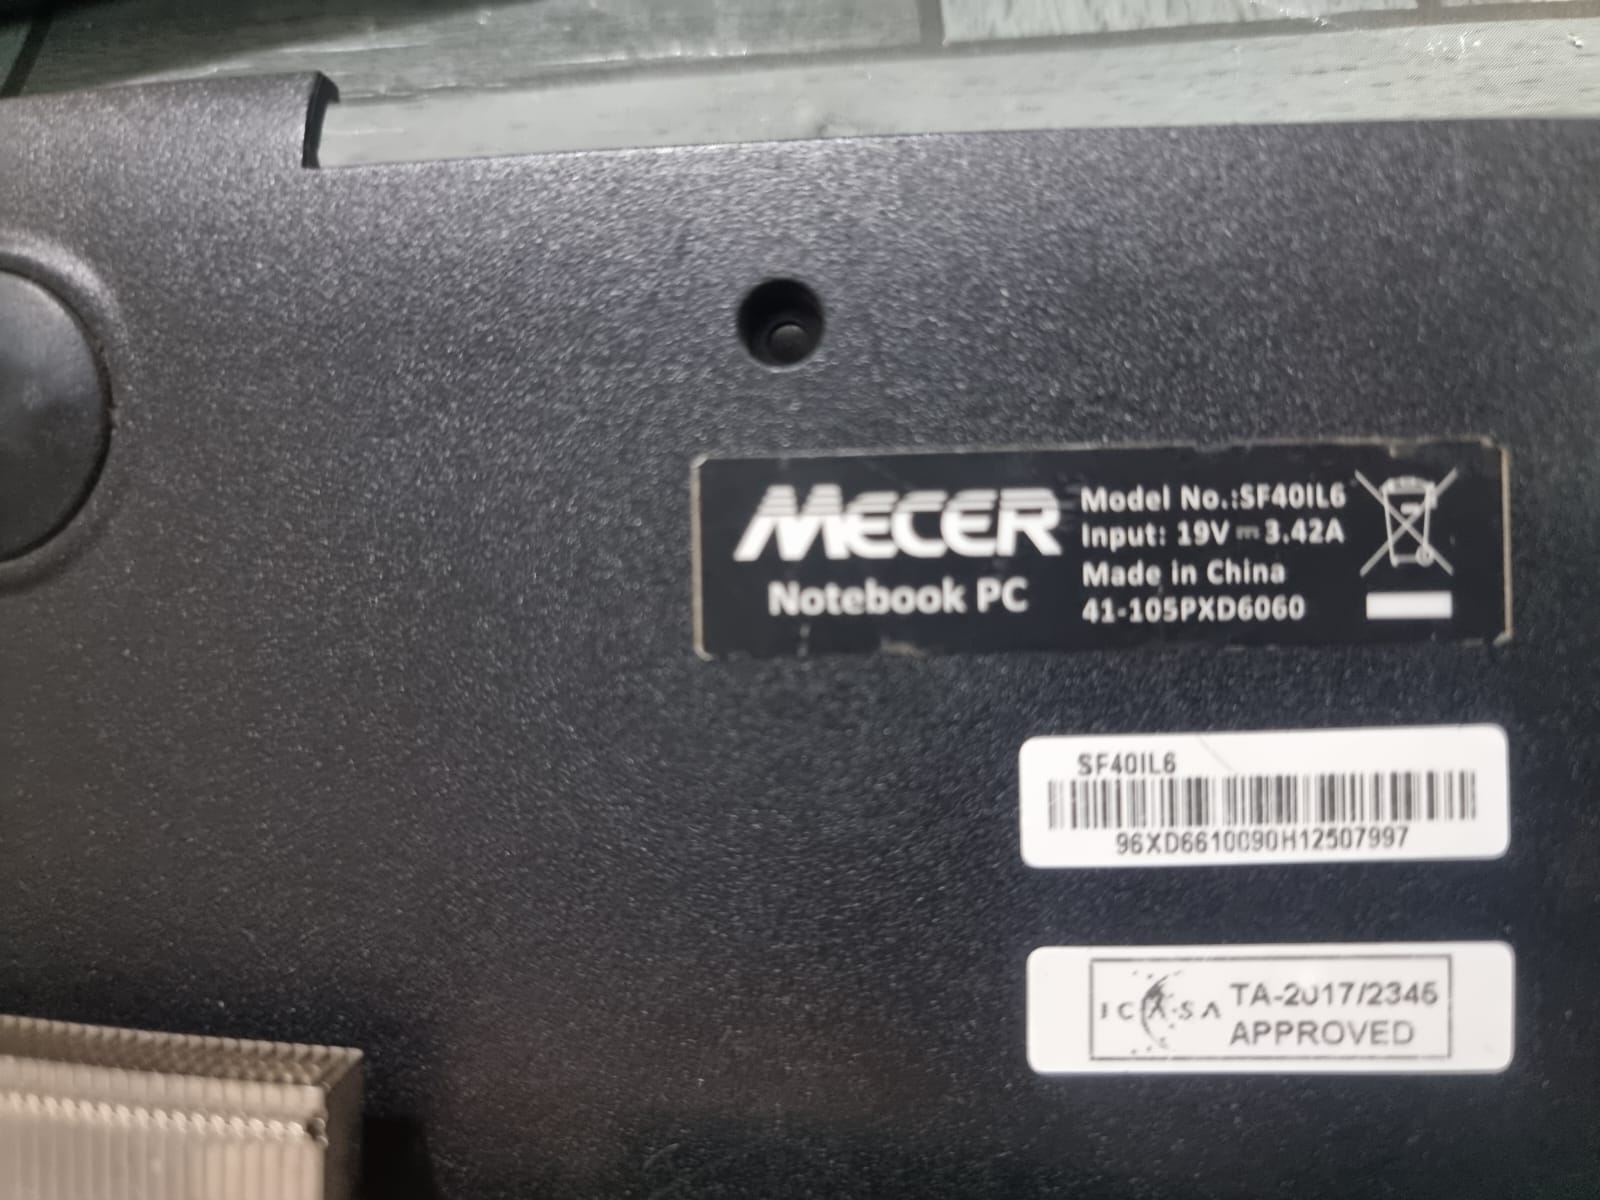 MECER
Notebook PC
Model No.:SF40IL6
Input: 19V⎓3.42A
Made in China
41-105PXD6060
SF40IL6
96XD6610090H12507997
ICASA
TA-2017/2346
APPROVED